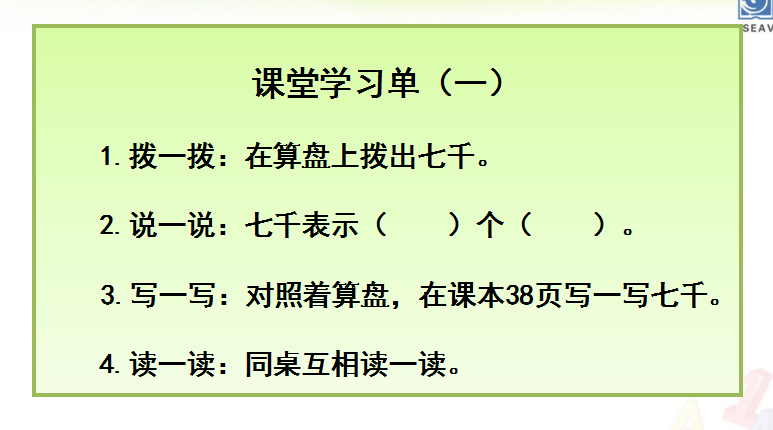 SEAV
课堂学习单（一）
1. 拨一拨：在算盘上拨出七千。
2. 说一说：七千表示（　　）个（　　）。
3. 写一写：对照着算盘，在课本38页写一写七千。
4. 读一读：同桌互相读一读。